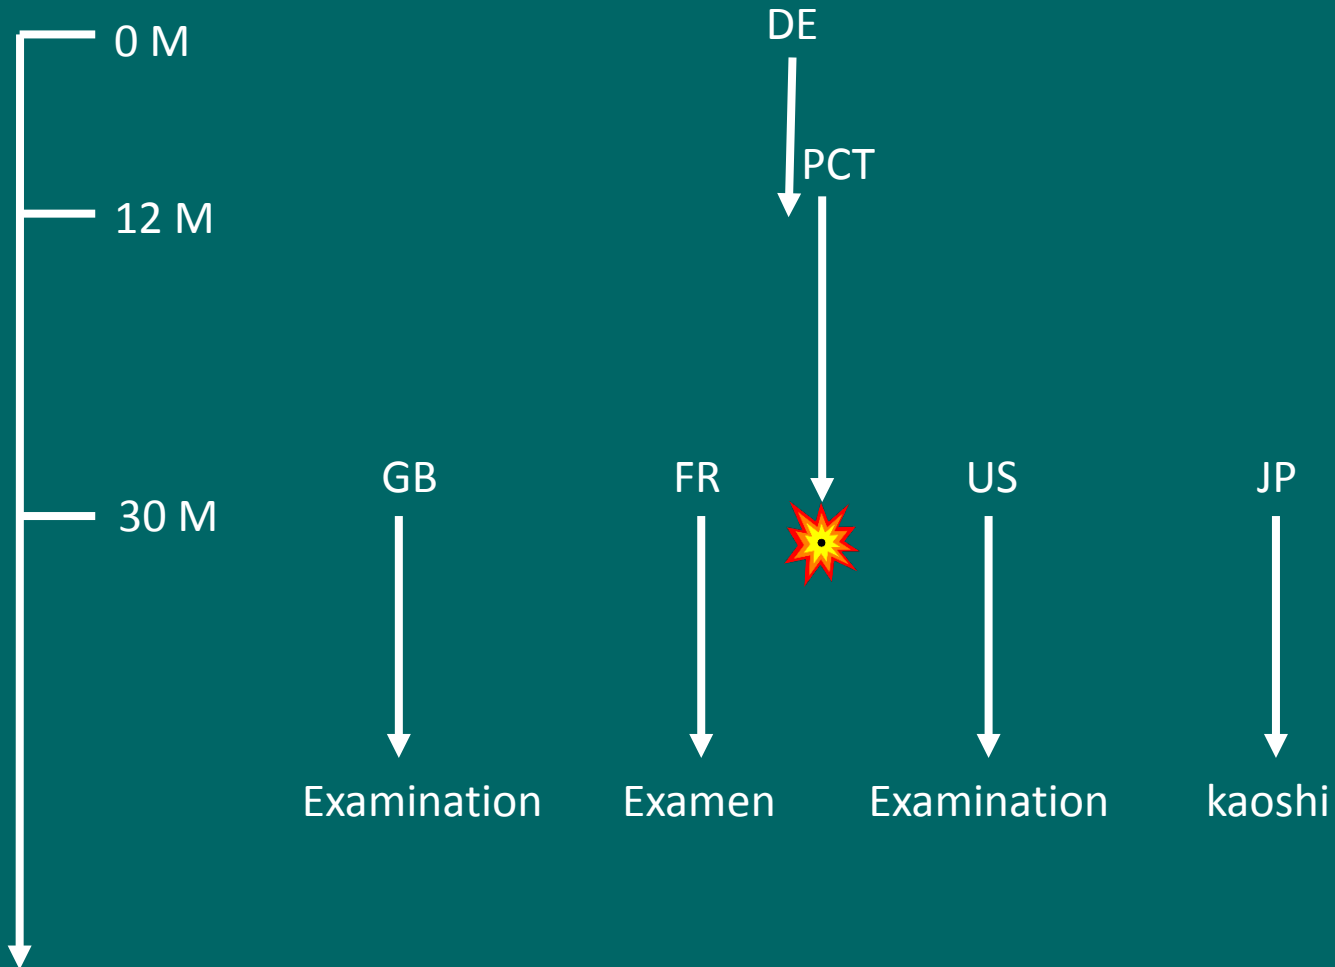 DE
0 M
PCT
12 M
GB
FR
US
JP
30 M
Examination
Examen
Examination
kaoshi